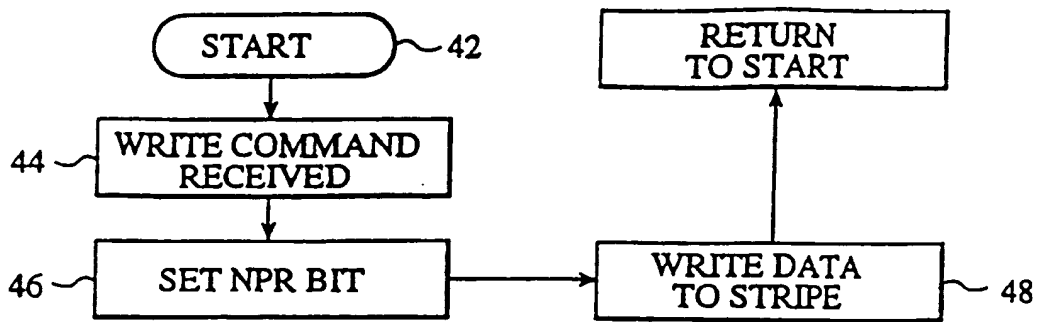 START
42
WRITE COMMAND
RECEIVED
44
SET NPR BIT
46
WRITE DATA
TO STRIPE
48
RETURN
TO START